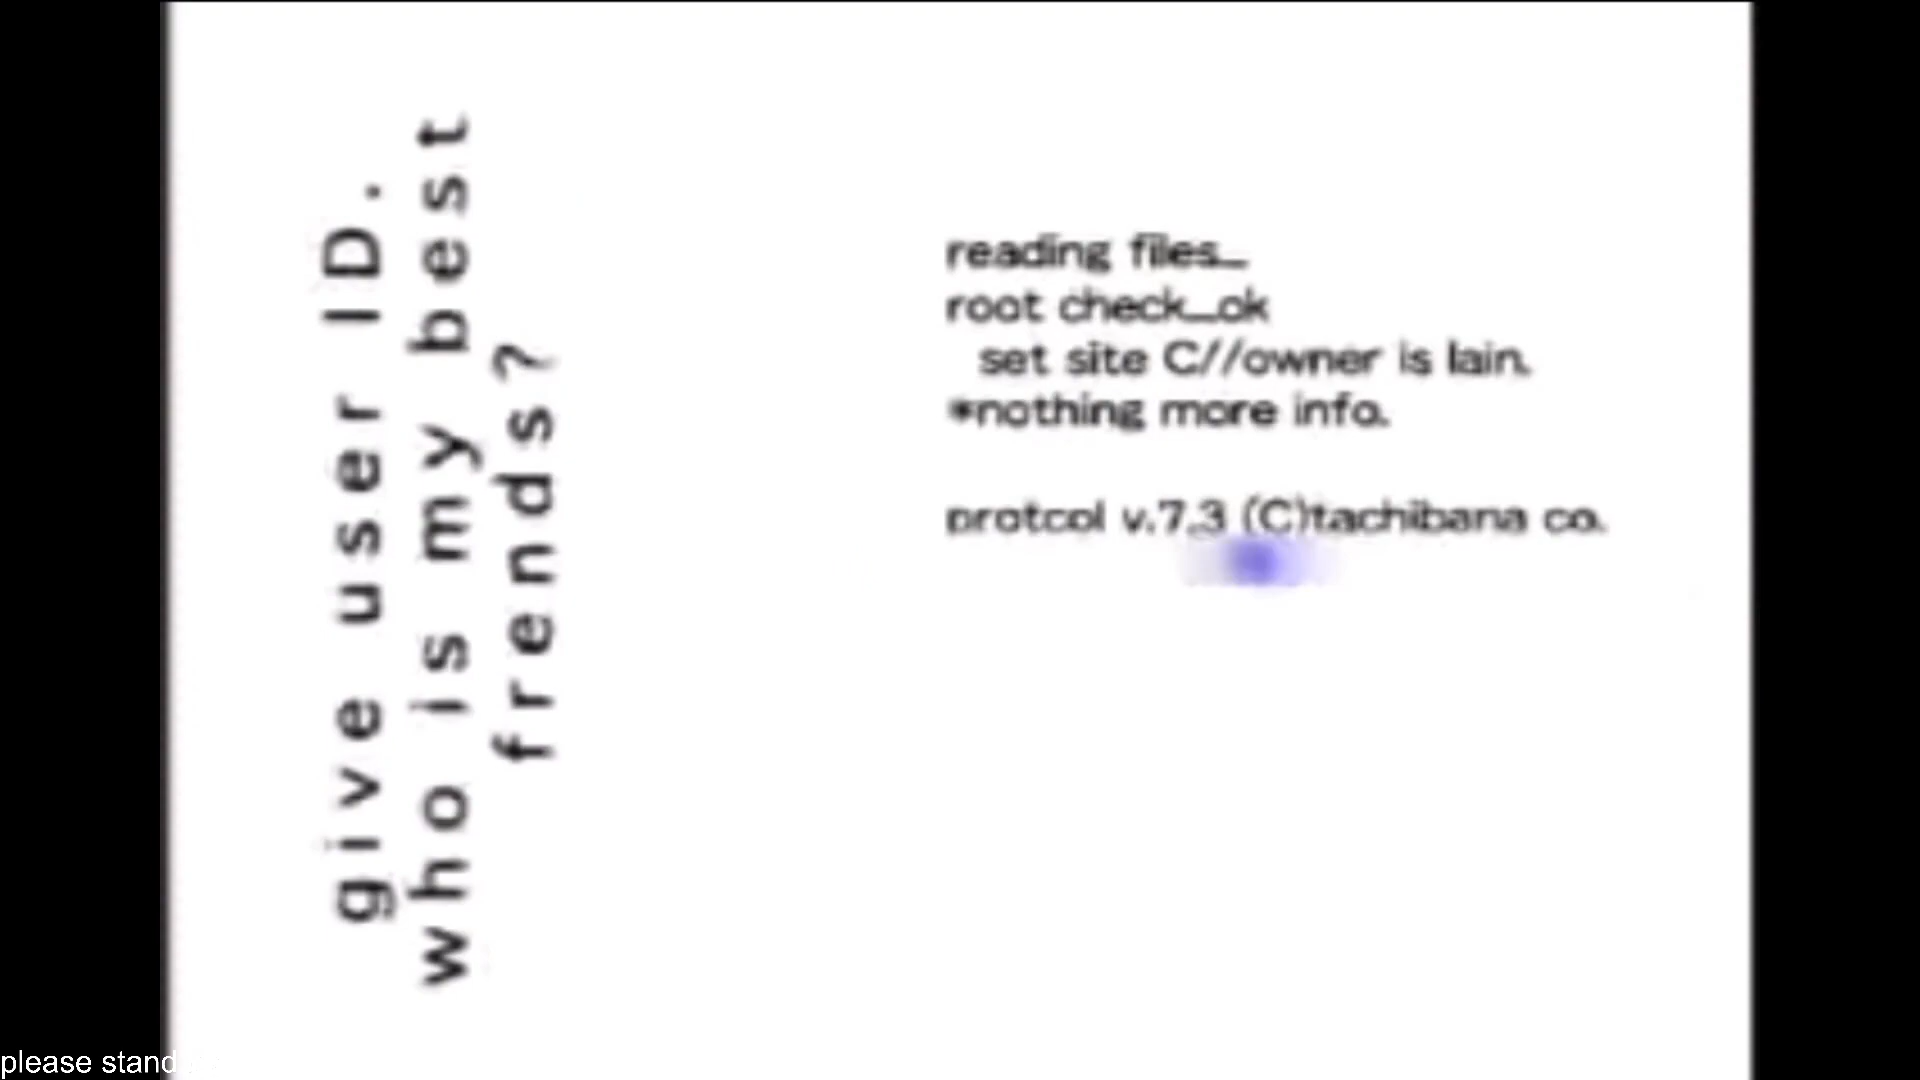 give user ID.
who is my best
frends?
reading files...
root check...ok
set site C//owner is lain.
*nothing more info.
protcol v.7.3 (C)tachibana co.
please stand